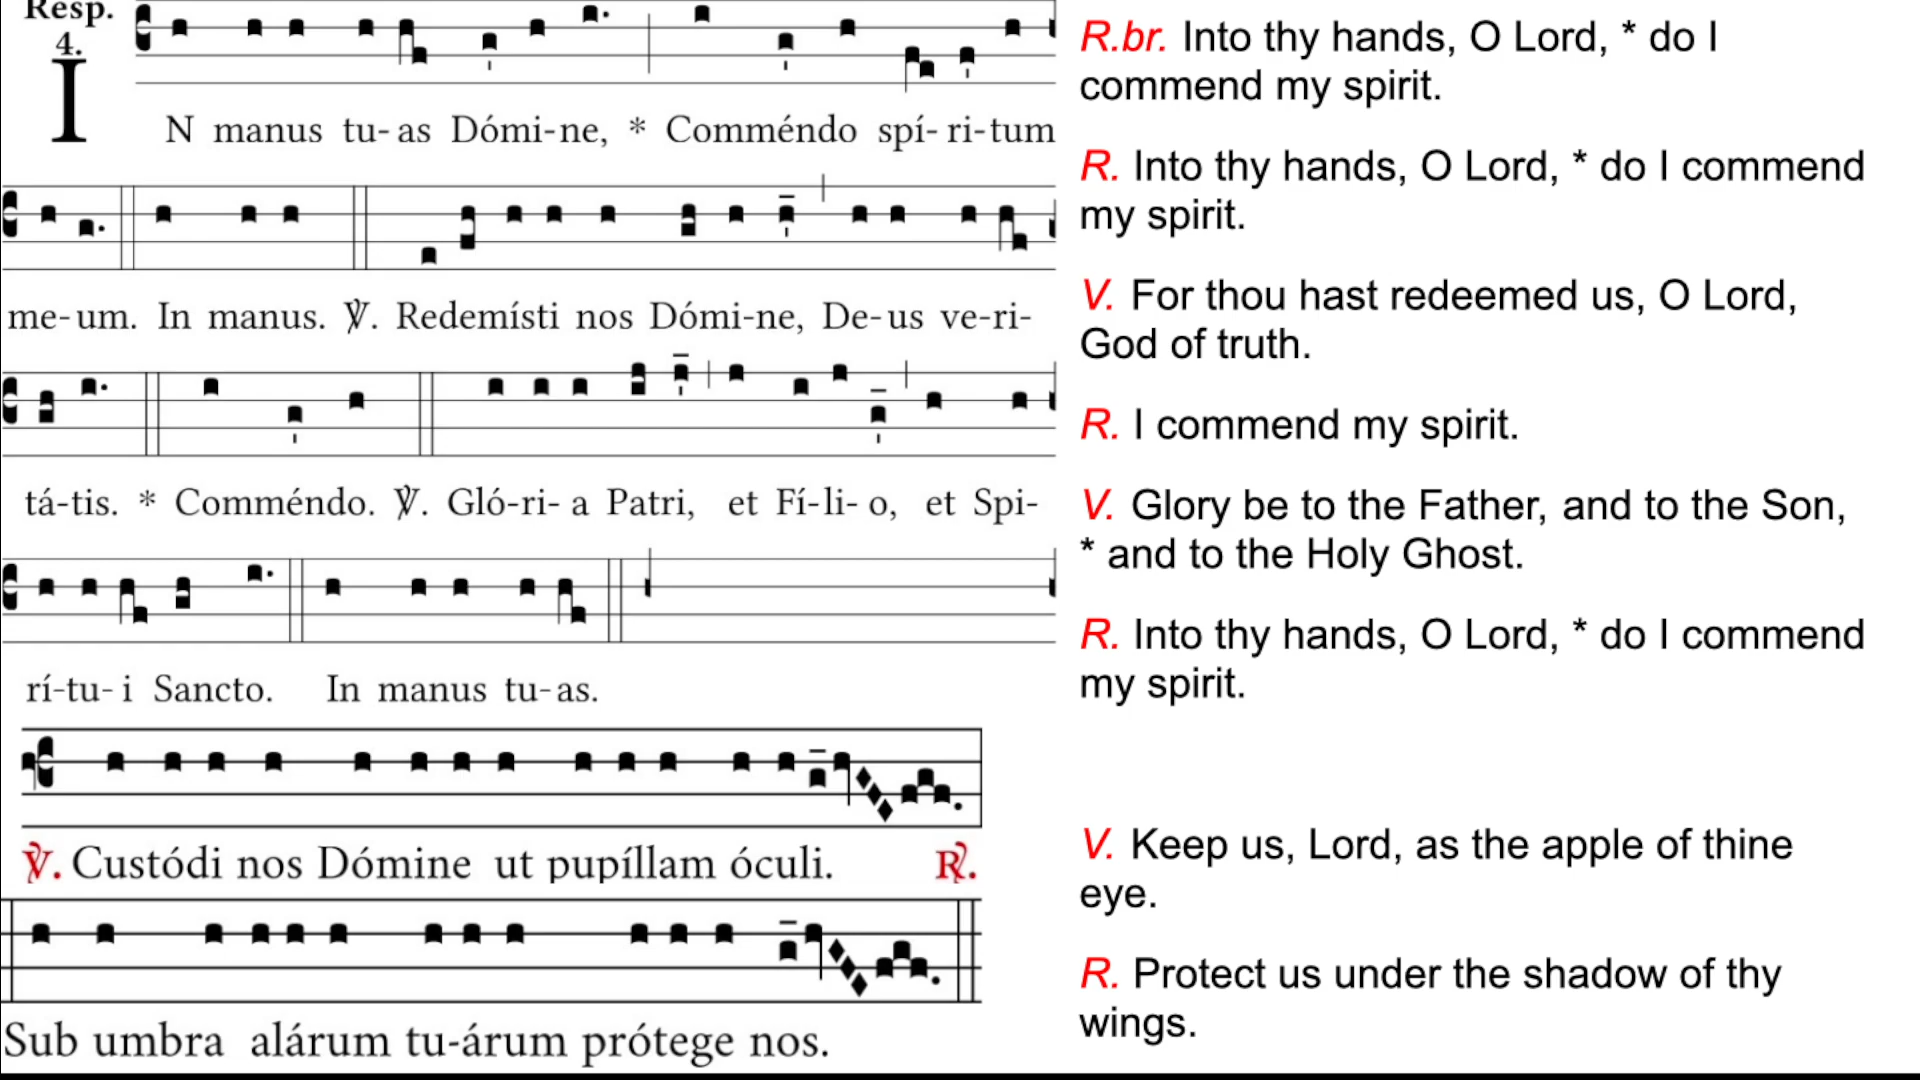 Resp.
4.
IN manus tu-as Dómi-ne, * Comméndo spí-ri-tum
me-um. In manus. ℣. Redemísti nos Dómi-ne, De-us ve-ri-
tá-tis. * Comméndo. ℣. Gló-ri-a Patri, et Fí-li-o, et Spi-
rí-tu-i Sancto. In manus tu-as.
℣. Custódi nos Dómine ut pupíllam óculi. ℟.
Sub umbra alárum tu-árum prótege nos.
R.br. Into thy hands, O Lord, * do I
commend my spirit.
R. Into thy hands, O Lord, * do I commend
my spirit.
V. For thou hast redeemed us, O Lord,
God of truth.
R. I commend my spirit.
V. Glory be to the Father, and to the Son,
* and to the Holy Ghost.
R. Into thy hands, O Lord, * do I commend
my spirit.
V. Keep us, Lord, as the apple of thine
eye.
R. Protect us under the shadow of thy
wings.